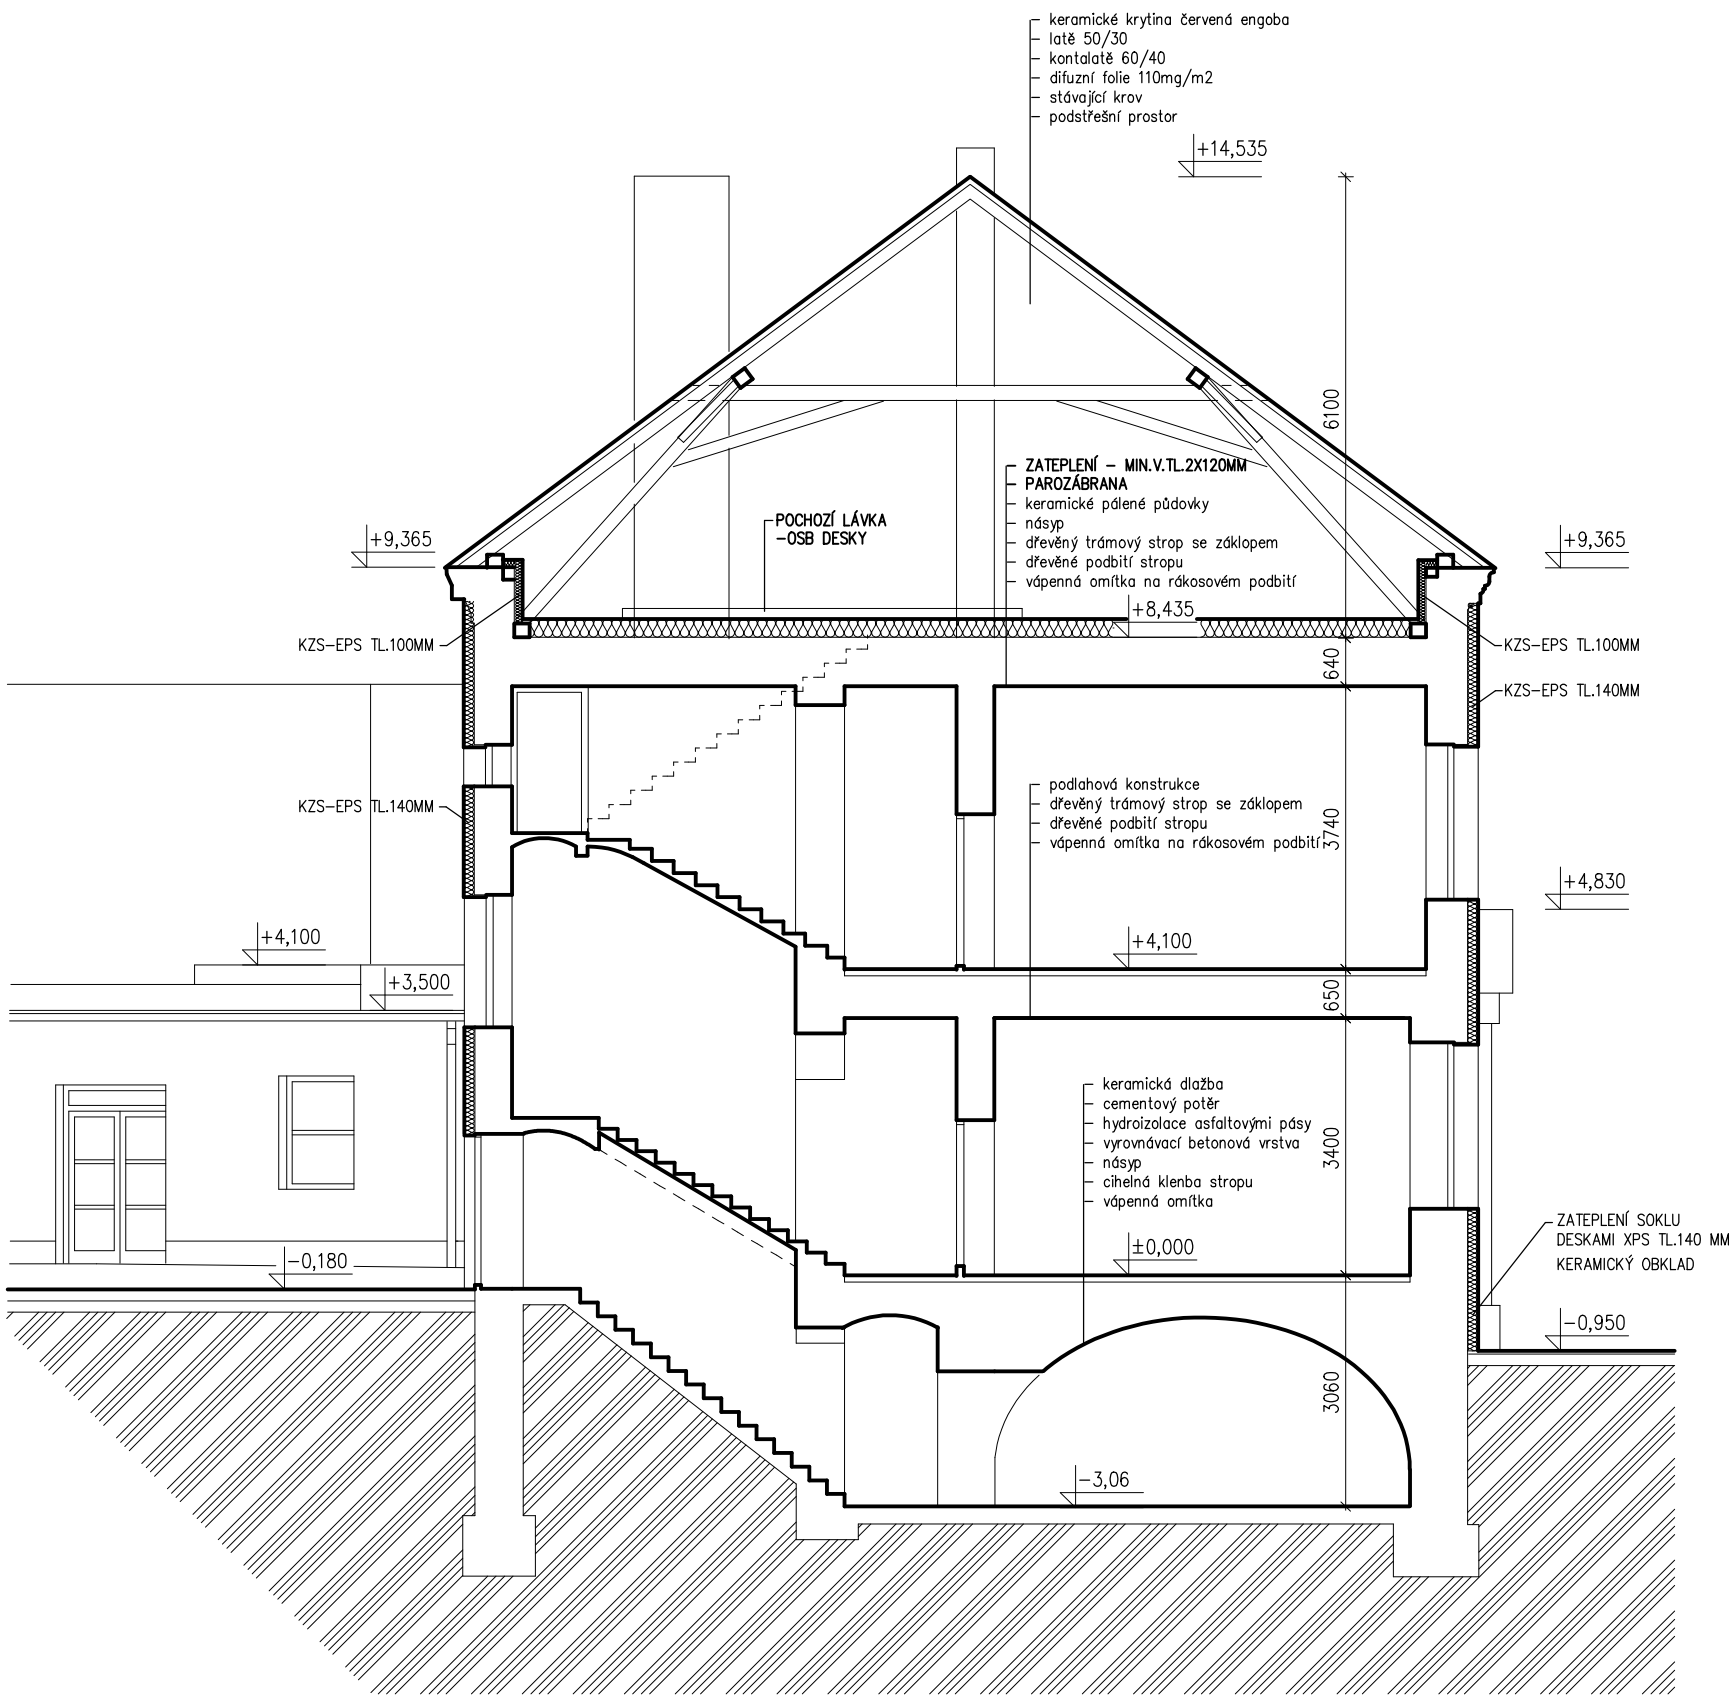 keramické krytina červená engoba
latě 50/30
kontalatě 60/40
difuzní folie 110mg/m2
stávající krov
podstřešní prostor
+14,535
6100
ZATEPLENÍ – MIN.V.TL.2X120MM
PAROZÁBRANA
keramické pálené půdovky
násyp
dřevěný trámový strop se záklopem
dřevěné podbití stropu
vápenná omítka na rákosovém podbití
POCHOZÍ LÁVKA
-OSB DESKY
+9,365
+9,365
+8,435
KZS-EPS TL.100MM
KZS-EPS TL.100MM
640
KZS-EPS TL.140MM
KZS-EPS TL.140MM
podlahová konstrukce
dřevěný trámový strop se záklopem
dřevěné podbití stropu
vápenná omítka na rákosovém podbití
3740
+4,830
+4,100
+4,100
+3,500
650
keramická dlažba
cementový potěr
hydroizolace asfaltovými pásy
vyrovnávací betonová vrstva
násyp
cihelná klenba stropu
vápenná omítka
3400
ZATEPLENÍ SOKLU
DESKAMI XPS TL.140 MM
KERAMICKÝ OBKLAD
±0,000
-0,180
-0,950
3060
-3,06